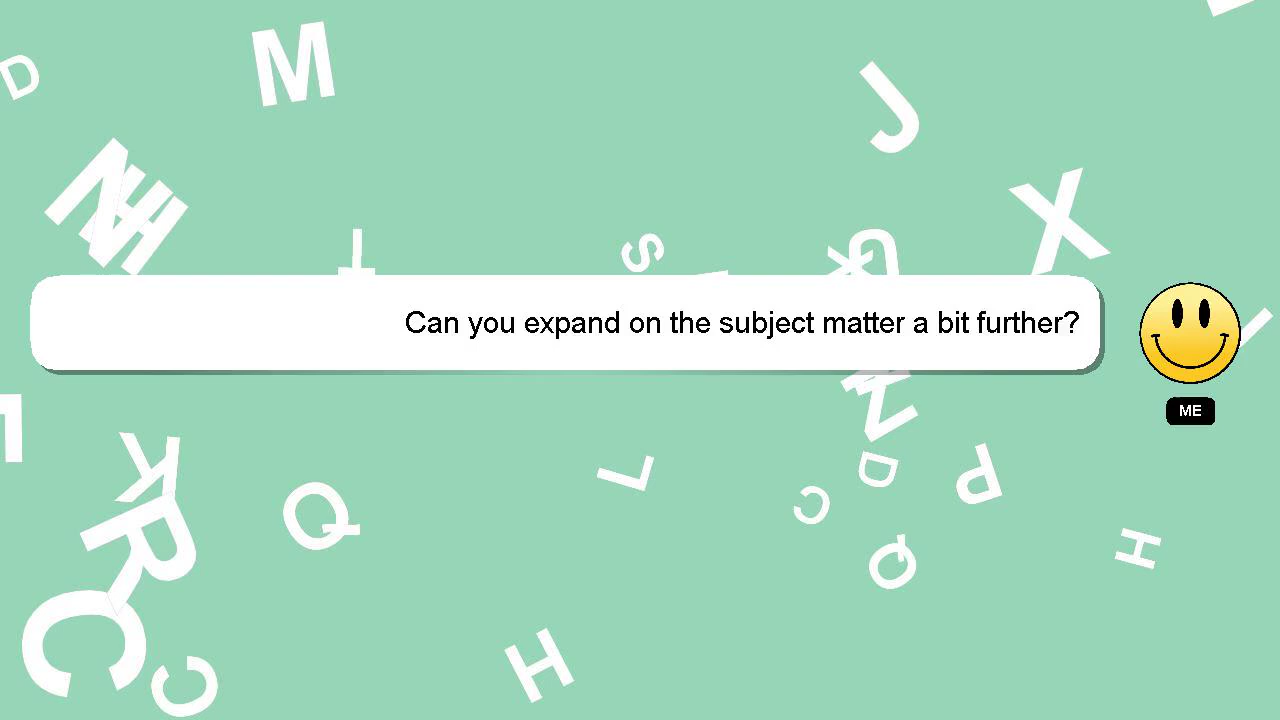 D
M
J
N
H
X
T
S
X
G
Can you expand on the subject matter a bit further?
ME
Z
K
L
D
P
Q
C
R
Q
H
C
H
C